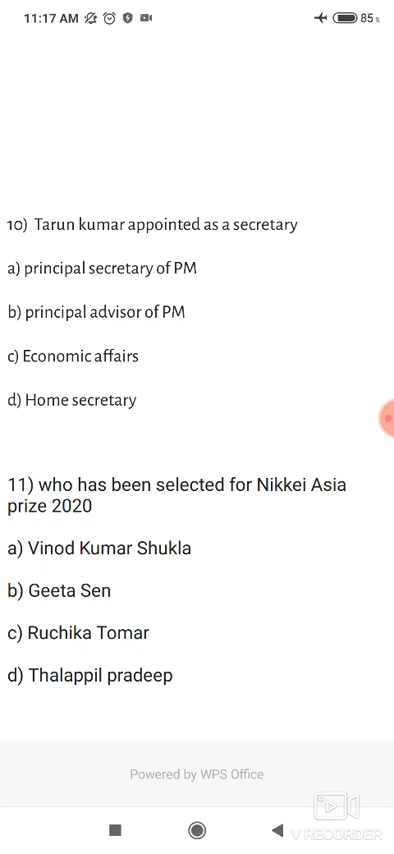 11:17 AM
85%
10) Tarun kumar appointed as a secretary
a) principal secretary of PM
b) principal advisor of PM
c) Economic affairs
d) Home secretary
11) who has been selected for Nikkei Asia
prize 2020
a) Vinod Kumar Shukla
b) Geeta Sen
c) Ruchika Tomar
d) Thalappil pradeep
Powered by WPS Office
V RECORDER